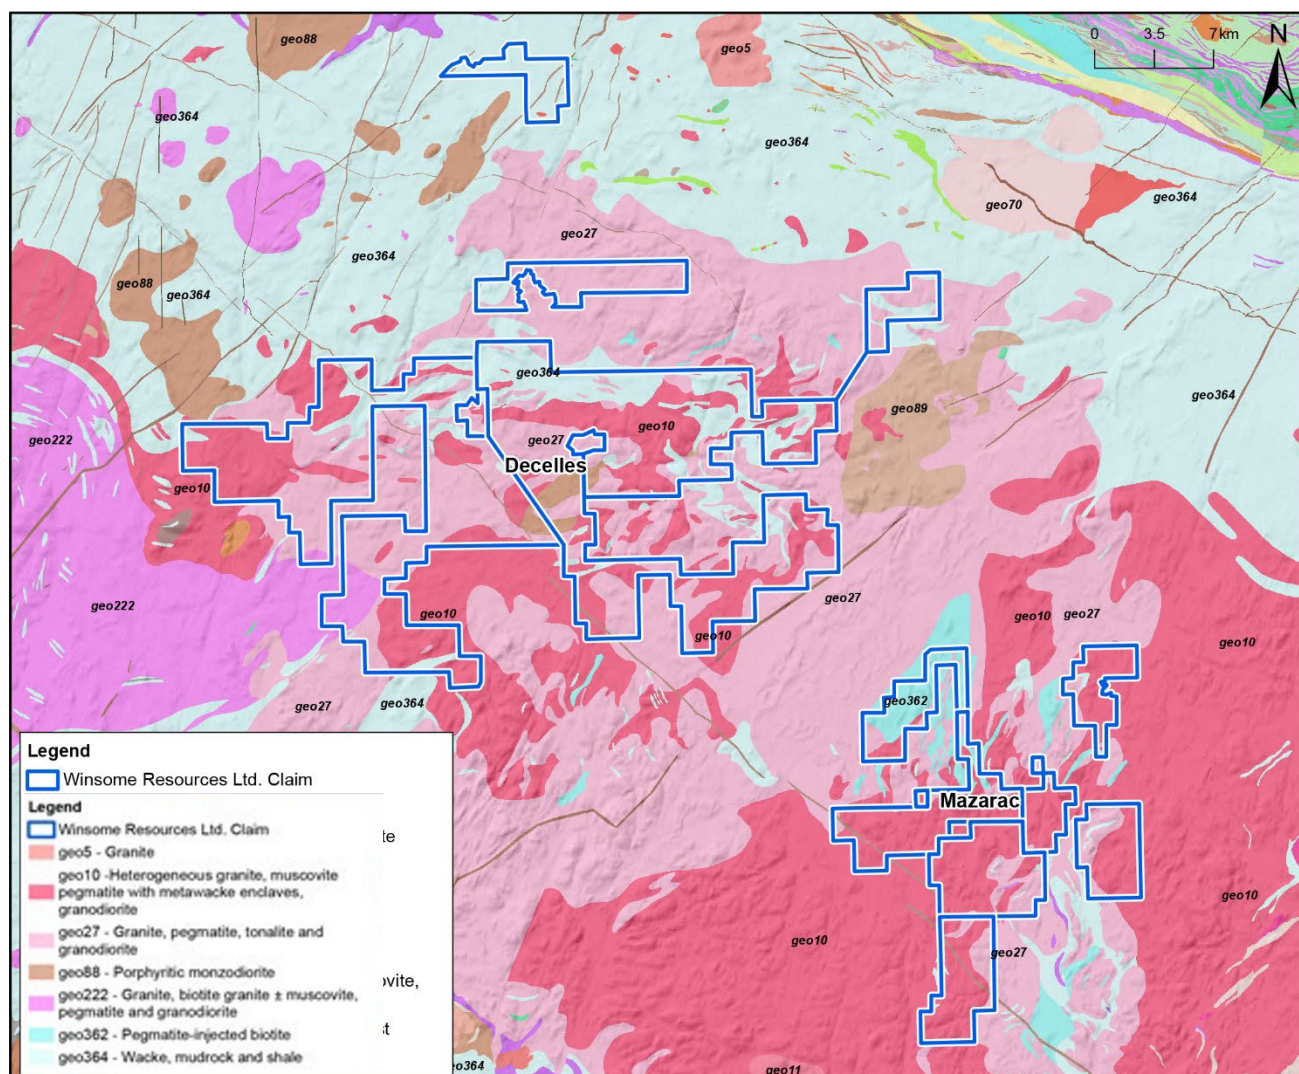 geo88
geo5
0 3.5 7km
N
geo364
geo364
geo70
geo364
geo27
geo364
geo88
geo364
geo364
geo364
geo89
geo222
geo27
geo10
Decelles
geo10
geo222
geo27
geo10
geo10
geo10
geo27
geo10
geo27
geo364
geo362
Mazarac
geo10
geo10
geo27
geo364
geo11
Legend
Winsome Resources Ltd. Claim
Legend
Winsome Resources Ltd. Claim
te
geo5 - Granite
geo10 -Heterogeneous granite, muscovite
pegmatite with metawacke enclaves,
granodiorite
geo27 - Granite, pegmatite, tonalite and
granodiorite
geo88 - Porphyritic monzodiorite
ovite,
geo222 - Granite, biotite granite ± muscovite,
pegmatite and granodiorite
st
geo362 - Pegmatite-injected biotite
geo364 - Wacke, mudrock and shale